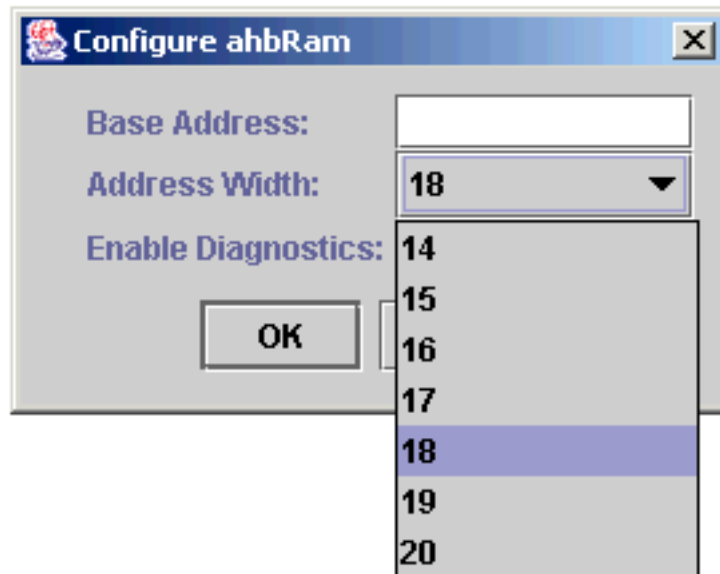 Configure ahbRam
Base Address:
Address Width: 18
Enable Diagnostics:
14
15
OK
16
17
18
19
20